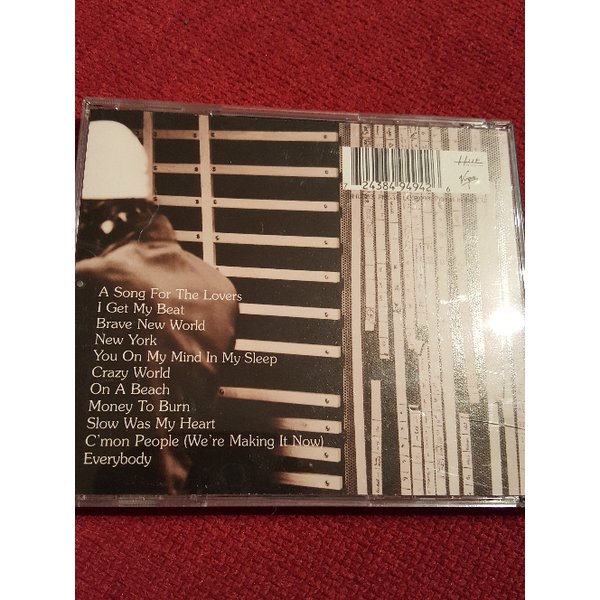 Hut
Virgin
7 24384 94942 6
A Song For The Lovers
I Get My Beat
Brave New World
New York
You On My Mind In My Sleep
Crazy World
On A Beach
Money To Burn
Slow Was My Heart
C'mon People (We're Making It Now)
Everybody